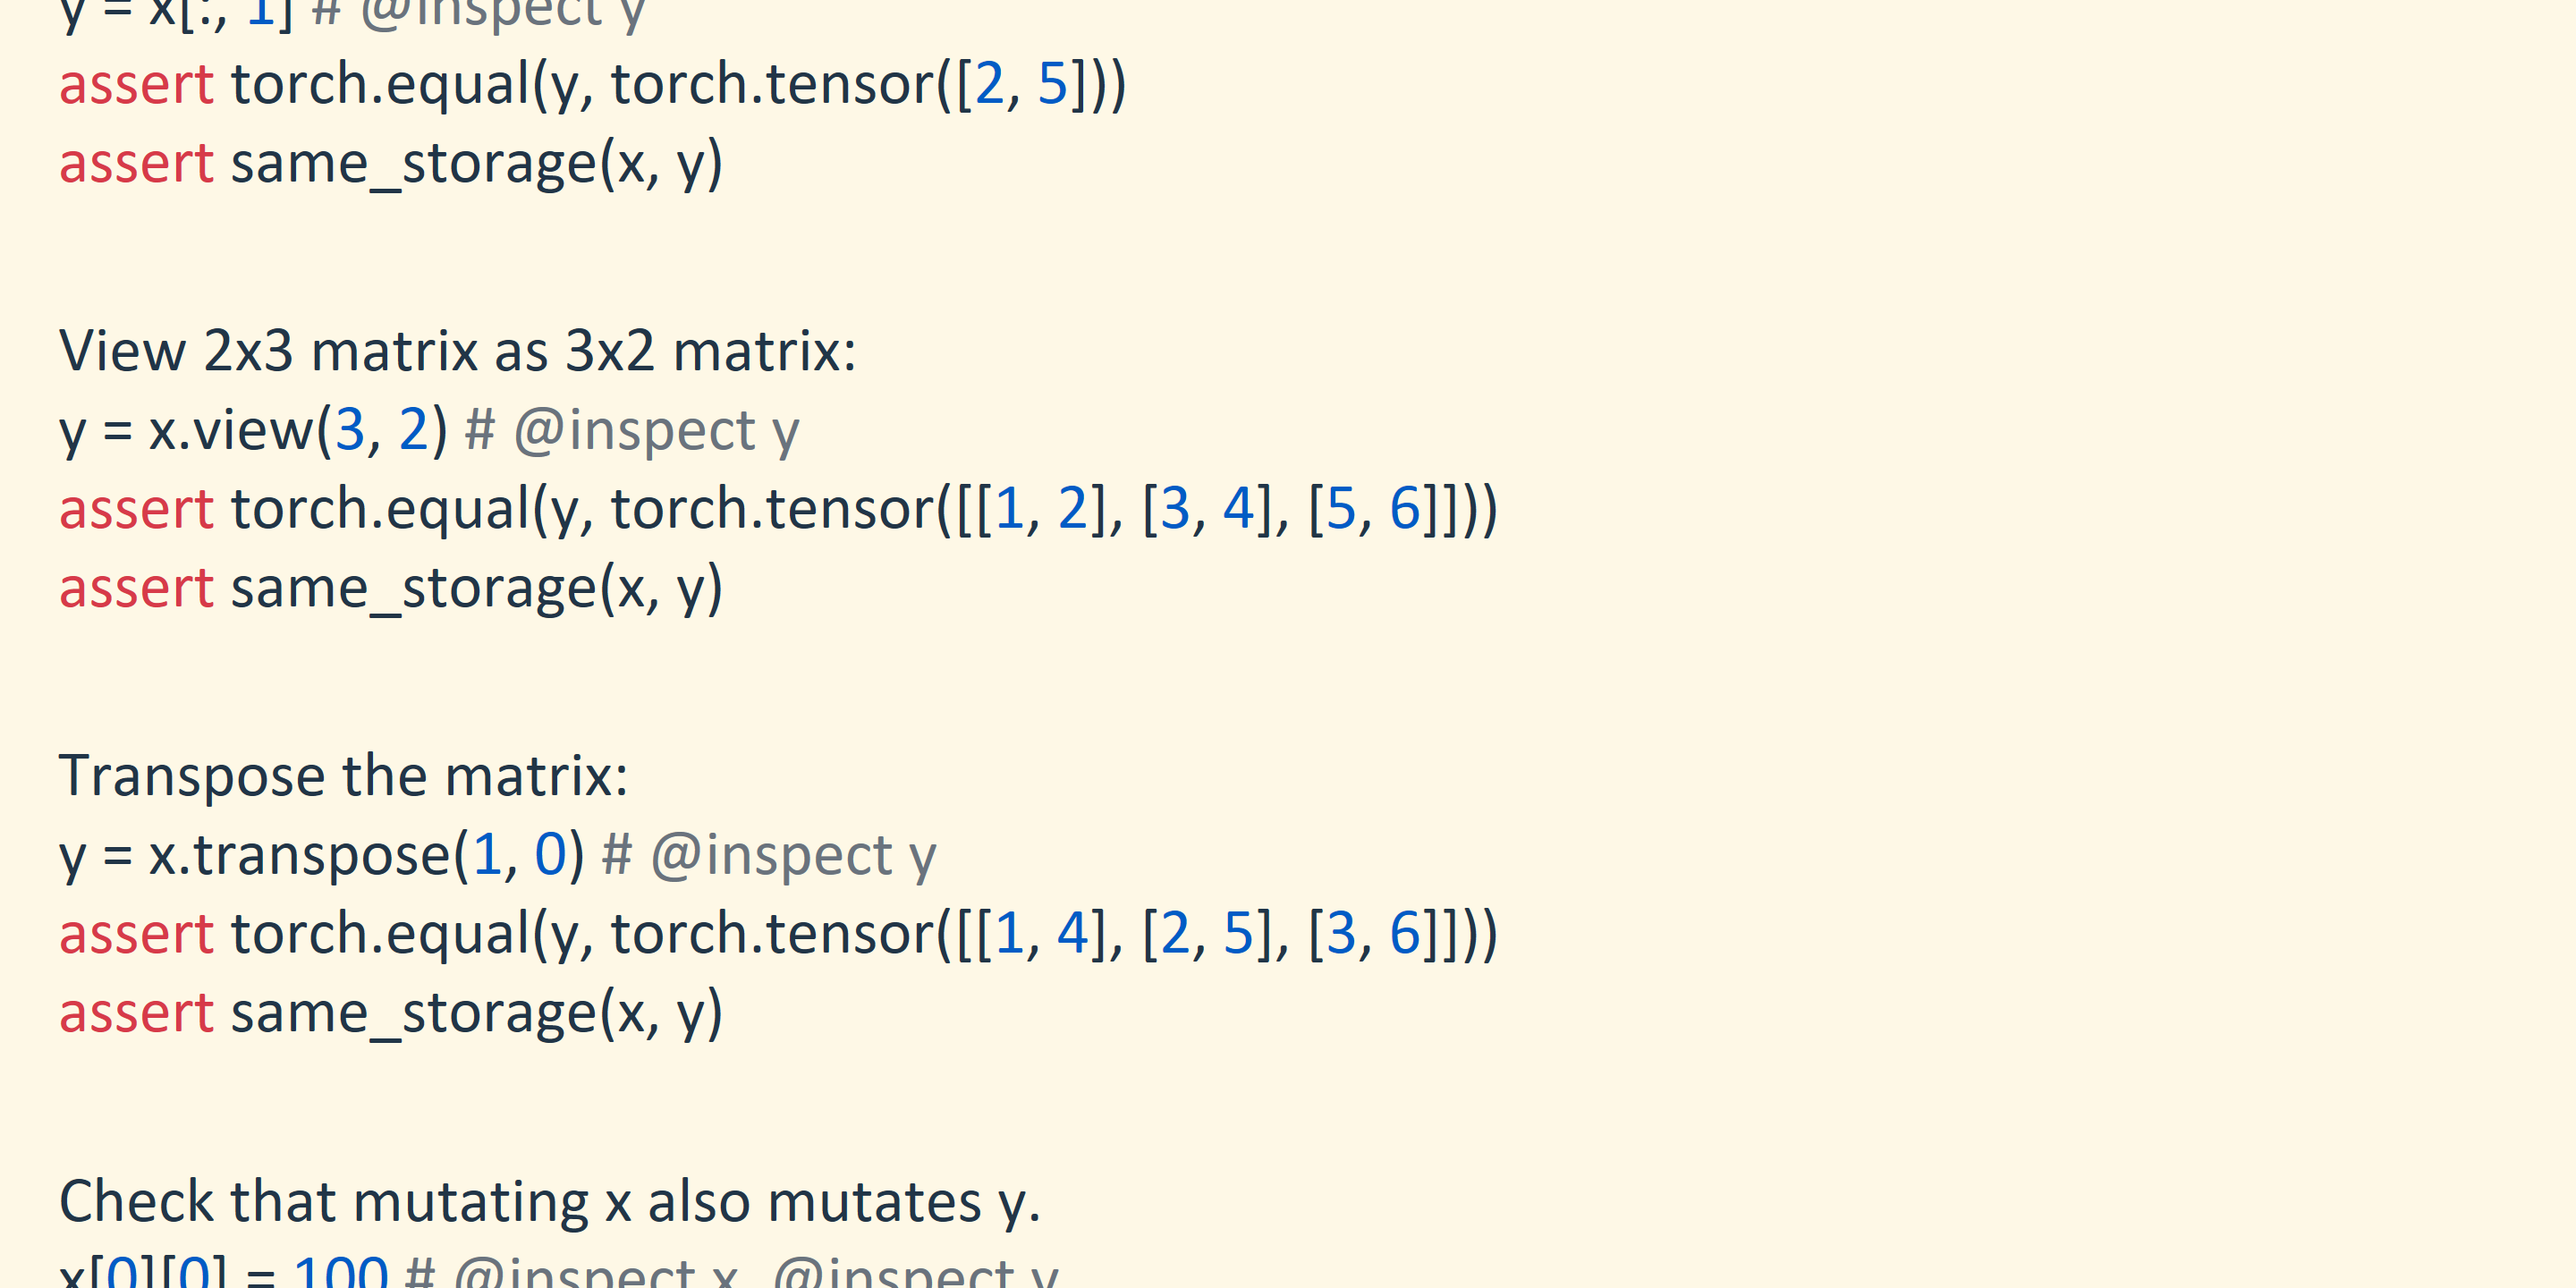 y = x[:, 1] # @inspect y
assert torch.equal(y, torch.tensor([2, 5]))
assert same_storage(x, y)
View 2x3 matrix as 3x2 matrix:
y = x.view(3, 2) # @inspect y
assert torch.equal(y, torch.tensor([[1, 2], [3, 4], [5, 6]]))
assert same_storage(x, y)
Transpose the matrix:
y = x.transpose(1, 0) # @inspect y
assert torch.equal(y, torch.tensor([[1, 4], [2, 5], [3, 6]]))
assert same_storage(x, y)
Check that mutating x also mutates y.
x[0][0] = 100 # @inspect x, @inspect y